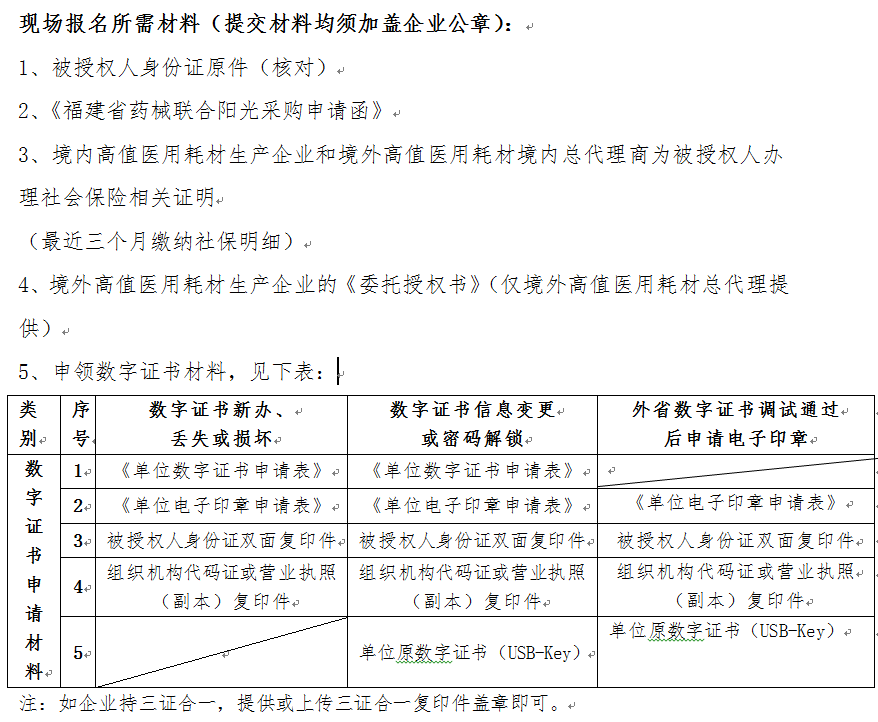 现场报名所需材料（提交材料均须加盖企业公章）：
1、被授权人身份证原件（核对）
2、《福建省药械联合阳光采购申请函》
3、境内高值医用耗材生产企业和境外高值医用耗材境内总代理商为被授权人办
理社会保险相关证明
（最近三个月缴纳社保明细）
4、境外高值医用耗材生产企业的《委托授权书》（仅境外高值医用耗材总代理提
供）
5、申领数字证书材料，见下表：
类别 序号 数字证书新办、丢失或损坏 数字证书信息变更或密码解锁 外省数字证书调试通过后申请电子印章
数字证书申请材料
1 《单位数字证书申请表》 《单位数字证书申请表》
2 《单位电子印章申请表》 《单位电子印章申请表》 《单位电子印章申请表》
3 被授权人身份证双面复印件 被授权人身份证双面复印件 被授权人身份证双面复印件
4 组织机构代码证或营业执照（副本）复印件 组织机构代码证或营业执照（副本）复印件 组织机构代码证或营业执照（副本）复印件
5 单位原数字证书（USB-Key） 单位原数字证书（USB-Key）
注：如企业持三证合一，提供或上传三证合一复印件盖章即可。